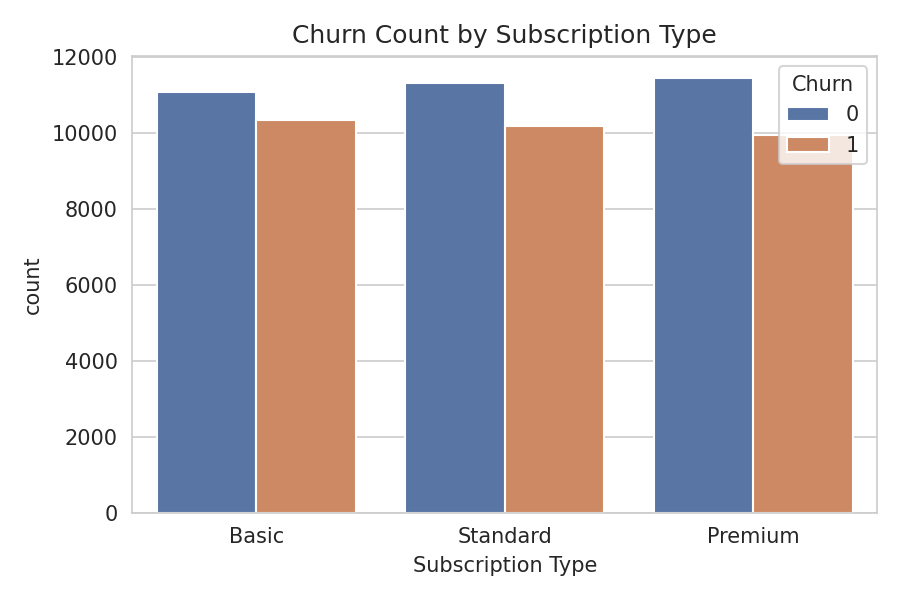 Churn Count by Subscription Type
12000
10000
8000
6000
4000
2000
0
count
Churn
0
1
Basic
Standard
Premium
Subscription Type